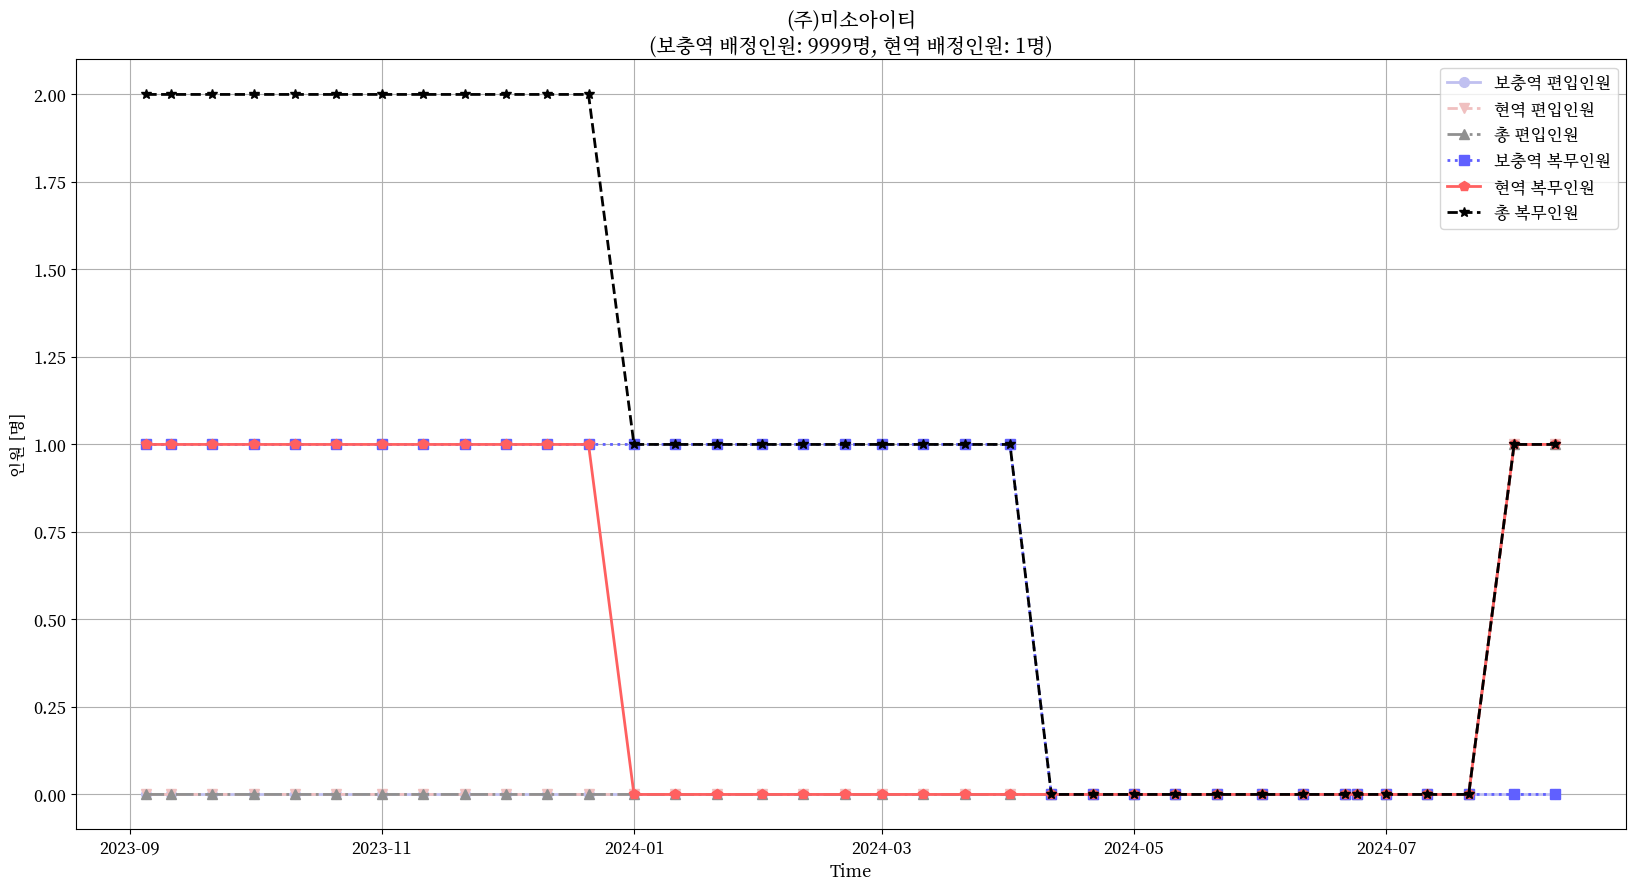 (주)미소아이티
(보충역 배정인원: 9999명, 현역 배정인원: 1명)
보충역 편입인원
현역 편입인원
총 편입인원
보충역 복무인원
현역 복무인원
총 복무인원
인원 [명]
2.00
1.75
1.50
1.25
1.00
0.75
0.50
0.25
0.00
2023-09
2023-11
2024-01
2024-03
2024-05
2024-07
Time